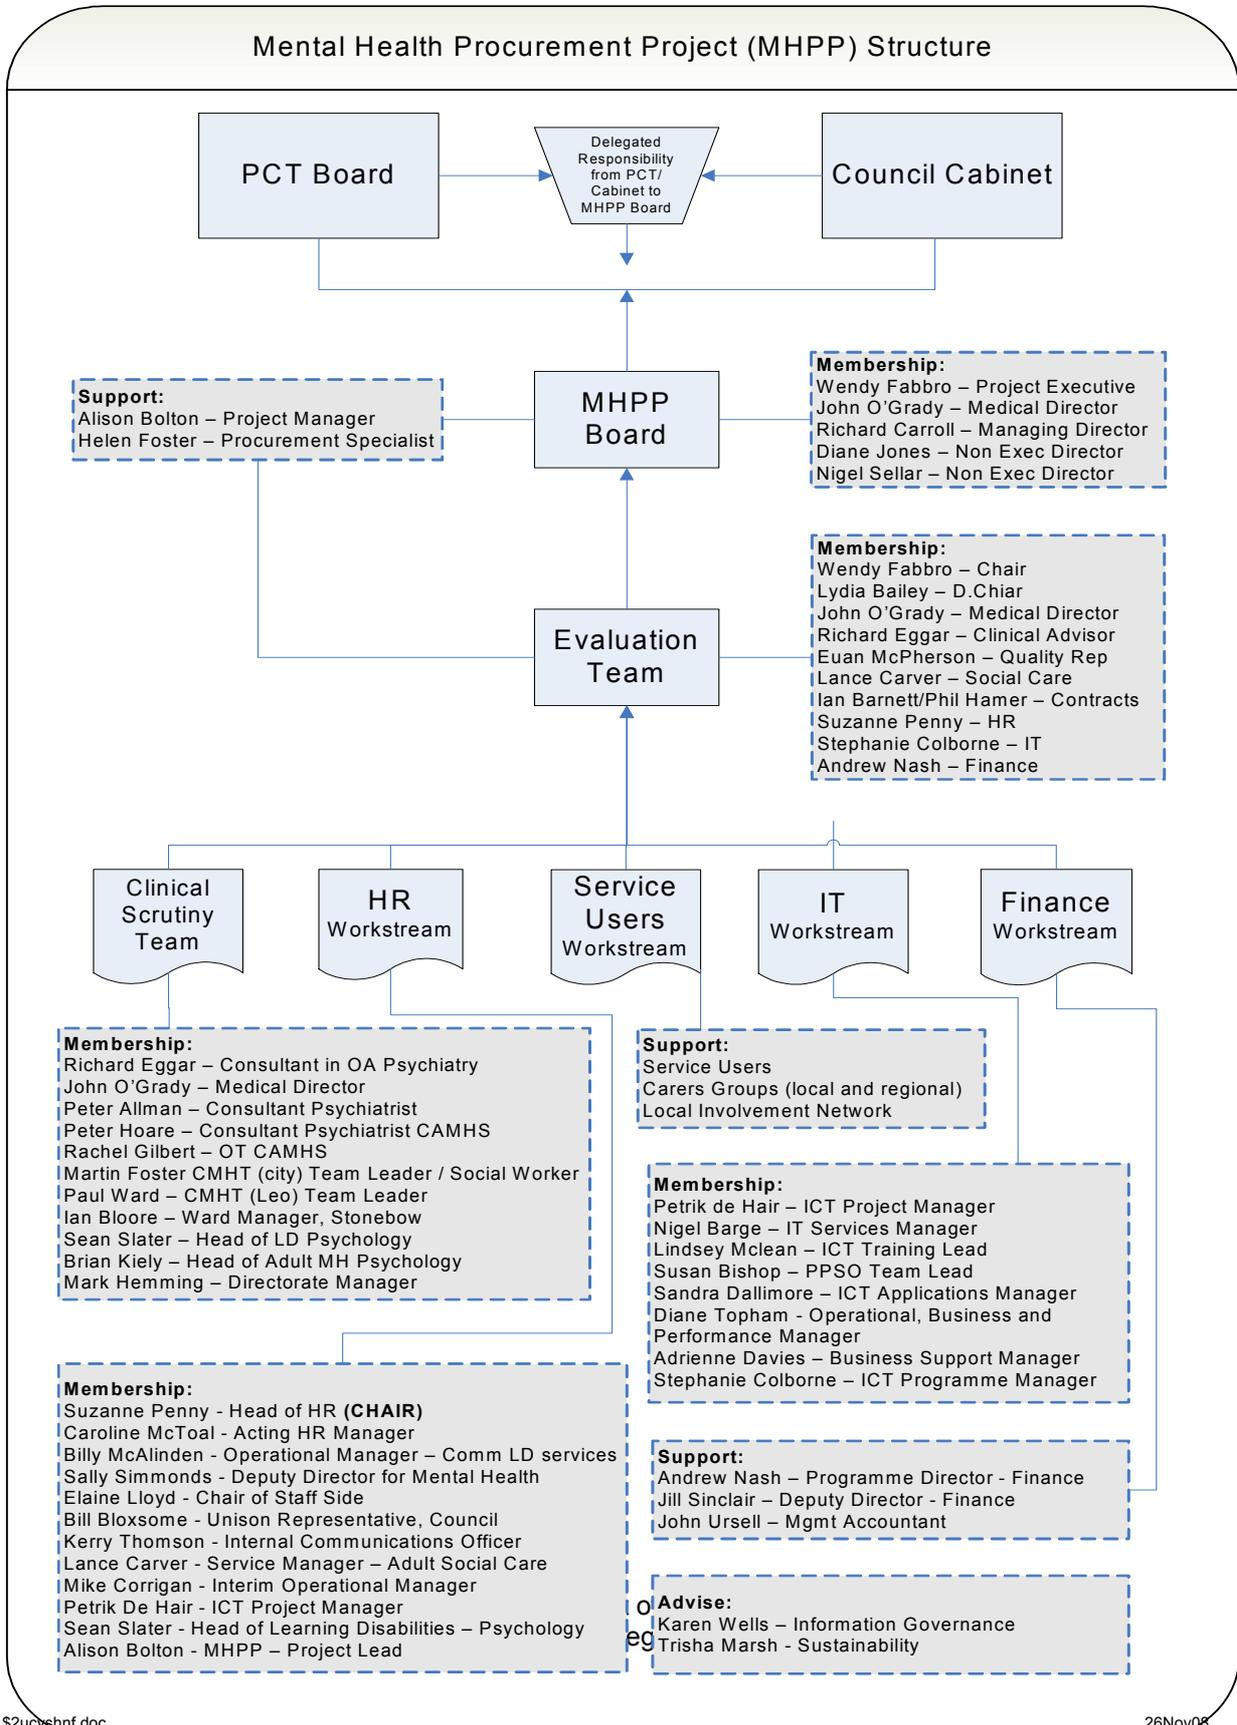 Mental Health Procurement Project (MHPP) Structure
PCT Board
Delegated
Responsibility
from PCT/
Cabinet to
MHPP Board
Council Cabinet
Support:
Alison Bolton – Project Manager
Helen Foster – Procurement Specialist
MHPP
Board
Membership:
Wendy Fabbro – Project Executive
John O'Grady – Medical Director
Richard Carroll – Managing Director
Diane Jones – Non Exec Director
Nigel Sellar – Non Exec Director
Evaluation
Team
Membership:
Wendy Fabbro – Chair
Lydia Bailey – D.Chiar
John O'Grady – Medical Director
Richard Eggar – Clinical Advisor
Euan McPherson – Quality Rep
Lance Carver – Social Care
Ian Barnett/Phil Hamer – Contracts
Suzanne Penny – HR
Stephanie Colborne – IT
Andrew Nash – Finance
Clinical
Scrutiny
Team
HR
Workstream
Service
Users
Workstream
IT
Workstream
Finance
Workstream
Membership:
Richard Eggar – Consultant in OA Psychiatry
John O'Grady – Medical Director
Peter Allman – Consultant Psychiatrist
Peter Hoare – Consultant Psychiatrist CAMHS
Rachel Gilbert – OT CAMHS
Martin Foster CMHT (city) Team Leader / Social Worker
Paul Ward – CMHT (Leo) Team Leader
Ian Bloore – Ward Manager, Stonebow
Sean Slater – Head of LD Psychology
Brian Kiely – Head of Adult MH Psychology
Mark Hemming – Directorate Manager
Support:
Service Users
Carers Groups (local and regional)
Local Involvement Network
Membership:
Petrik de Hair – ICT Project Manager
Nigel Barge – IT Services Manager
Lindsey Mclean – ICT Training Lead
Susan Bishop – PPSO Team Lead
Sandra Dallimore – ICT Applications Manager
Diane Topham - Operational, Business and
Performance Manager
Adrienne Davies – Business Support Manager
Stephanie Colborne – ICT Programme Manager
Membership:
Suzanne Penny - Head of HR (CHAIR)
Caroline McToal - Acting HR Manager
Billy McAlinden - Operational Manager – Comm LD services
Sally Simmonds - Deputy Director for Mental Health
Elaine Lloyd - Chair of Staff Side
Bill Bloxsome - Unison Representative, Council
Kerry Thomson - Internal Communications Officer
Lance Carver - Service Manager – Adult Social Care
Mike Corrigan - Interim Operational Manager
Petrik De Hair - ICT Project Manager
Sean Slater - Head of Learning Disabilities – Psychology
Alison Bolton - MHPP – Project Lead
Support:
Andrew Nash – Programme Director - Finance
Jill Sinclair – Deputy Director - Finance
John Ursell – Mgmt Accountant
Advise:
Karen Wells – Information Governance
Trisha Marsh - Sustainability
26Nov08